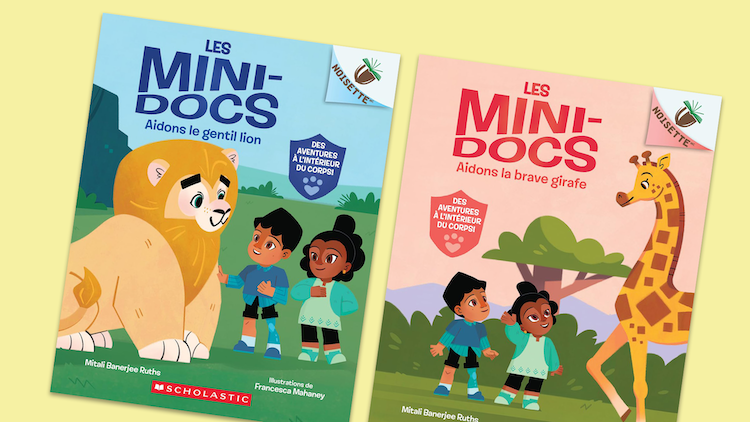 LES
MINI-
DOCS
Aidons le gentil lion
NOISETTE
DES
AVENTURES
À L'INTÉRIEUR
DU CORPS!
Mitali Banerjee Ruths
Illustrations de
Francesca Mahaney
SCHOLASTIC
LES
MINI-
DOCS
Aidons la brave girafe
NOISETTE
DES
AVENTURES
À L'INTÉRIEUR
DU CORPS!
Mitali Banerjee Ruths